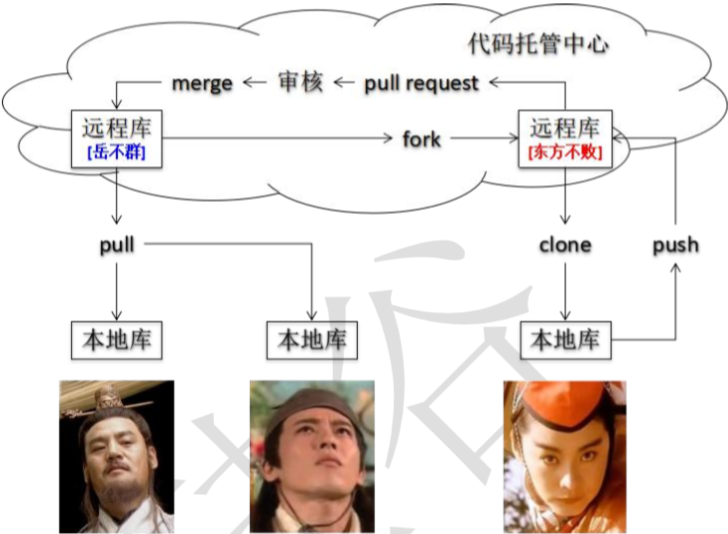 代码托管中心
merge
审核
pull request
远程库
[岳不群]
fork
远程库
[东方不败]
pull
clone
push
本地库
本地库
本地库